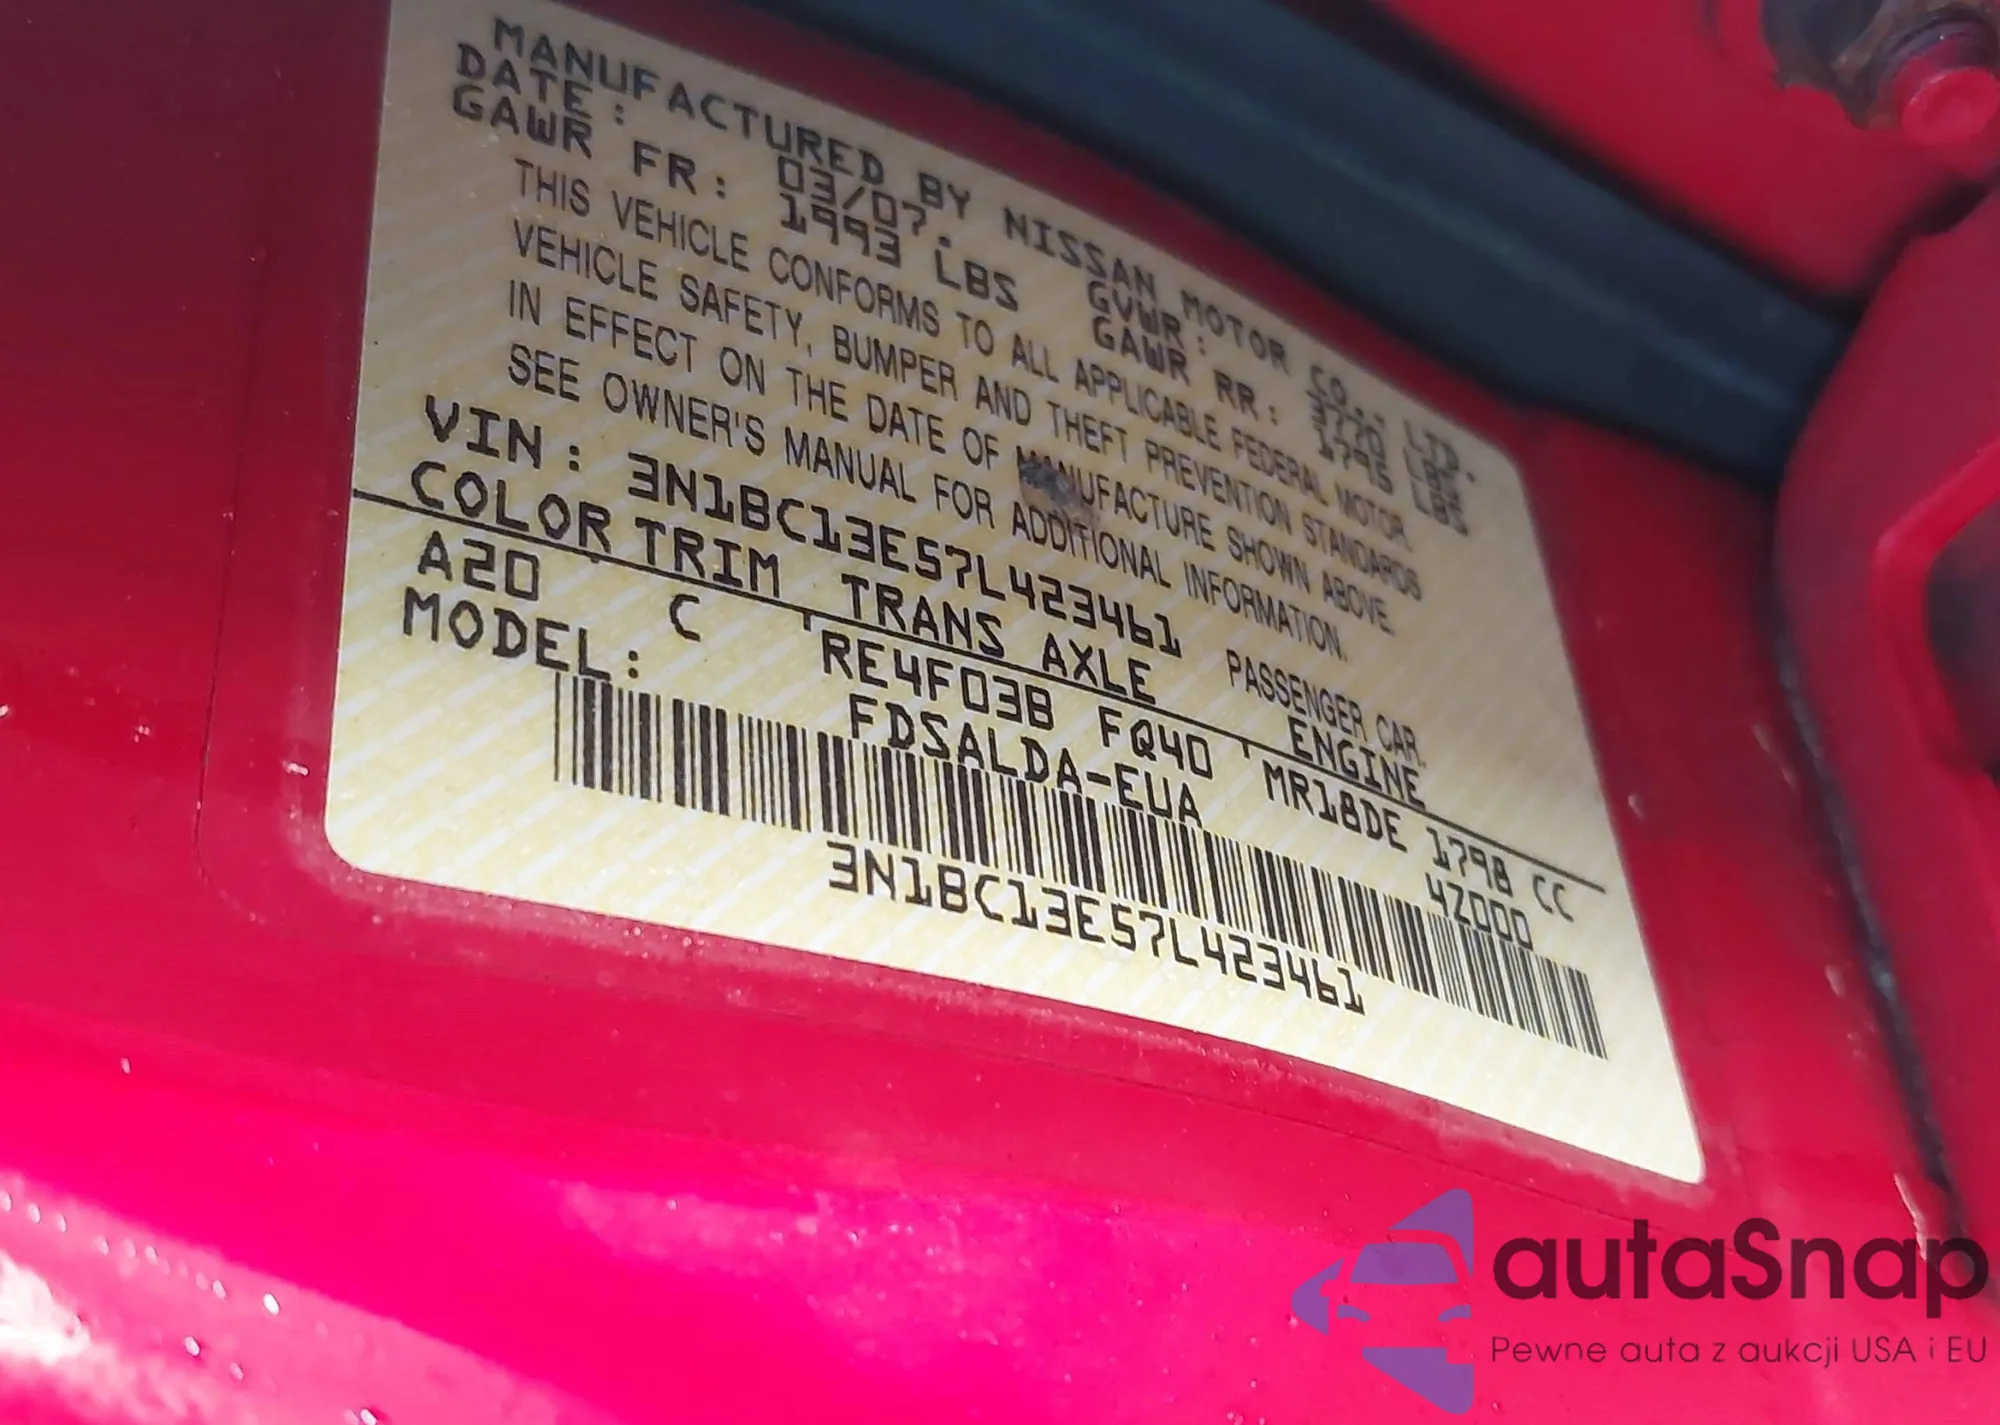 MANUFACTURED BY NISSAN MOTOR CO., LTD.
DATE: 03/07. GVWR: 3770 LBS
GAWR FR: 1993 LBS GAWR RR: 1795 LBS
THIS VEHICLE CONFORMS TO ALL APPLICABLE FEDERAL MOTOR
VEHICLE SAFETY, BUMPER AND THEFT PREVENTION STANDARDS
IN EFFECT ON THE DATE OF MANUFACTURE SHOWN ABOVE.
SEE OWNER'S MANUAL FOR ADDITIONAL INFORMATION.
VIN: 3N1BC13E57L423461 PASSENGER CAR.
COLOR TRIM TRANS AXLE ENGINE
A20 C RE4F03B FQ40 MR18DE 1798 CC
MODEL: FDSALDA-EUA 4Z000
3N1BC13E57L423461
autaSnap
Pewne auta z aukcji USA i EU